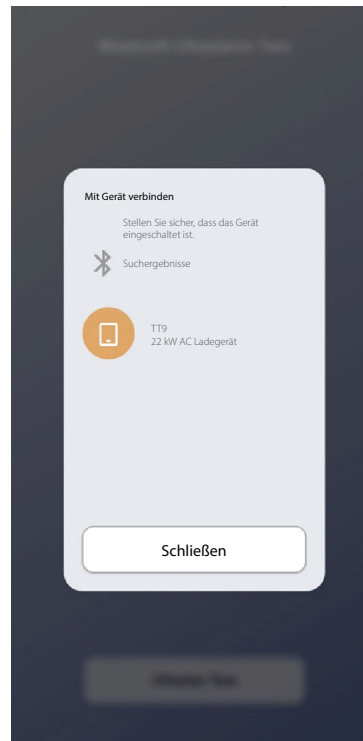 Mit Gerät verbinden
Stellen Sie sicher, dass das Gerät
eingeschaltet ist.
Suchergebnisse
TT9
22 kW AC Ladegerät
Schließen